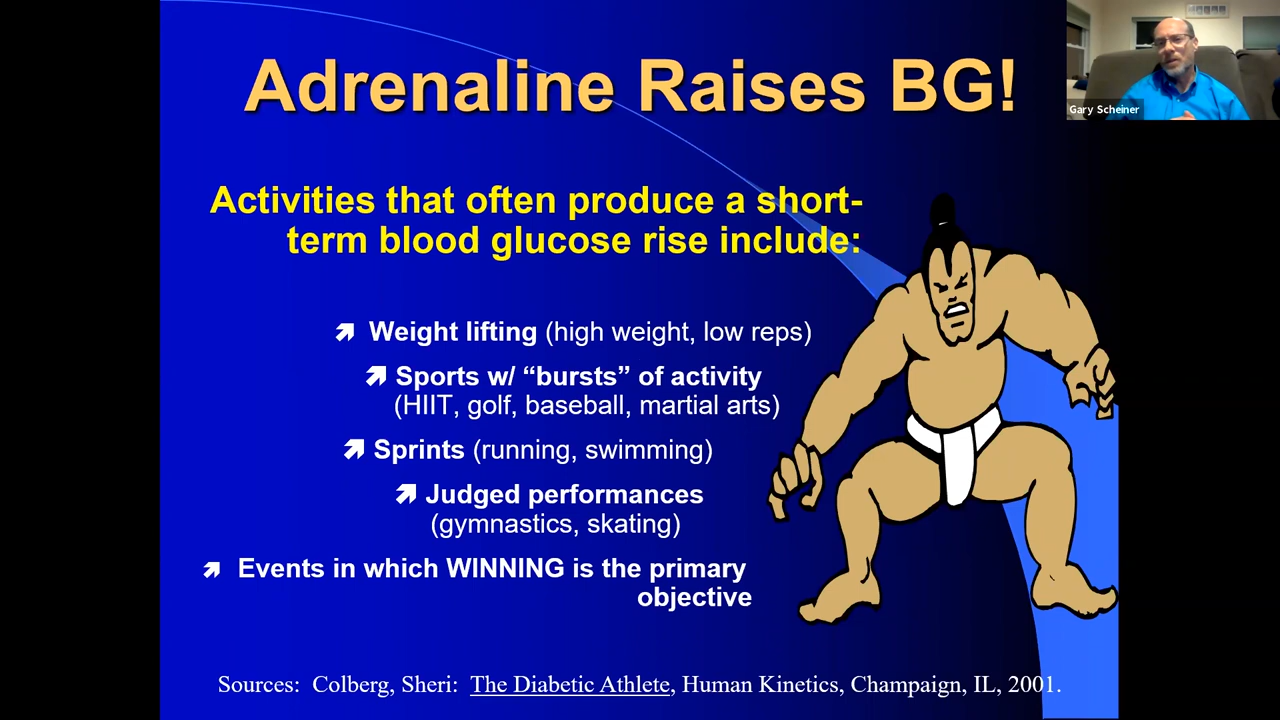 Adrenaline Raises BG!
Gary Scheiner
Activities that often produce a short-
term blood glucose rise include:
Weight lifting (high weight, low reps)
Sports w/ “bursts” of activity
(HIIT, golf, baseball, martial arts)
Sprints (running, swimming)
Judged performances
(gymnastics, skating)
Events in which WINNING is the primary
objective
Sources: Colberg, Sheri: The Diabetic Athlete, Human Kinetics, Champaign, IL, 2001.